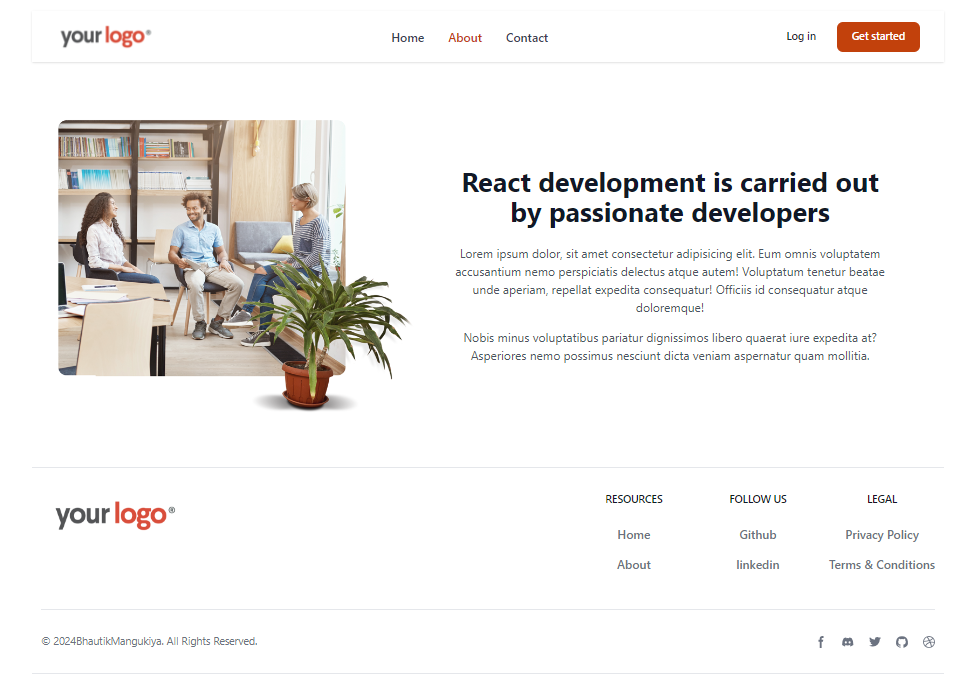 your logo®
Home About Contact
Log in Get started
React development is carried out
by passionate developers
Lorem ipsum dolor, sit amet consectetur adipisicing elit. Eum omnis voluptatem
accusantium nemo perspiciatis delectus atque autem! Voluptatum tenetur beatae
unde aperiam, repellat expedita consequatur! Officiis id consequatur atque
doloremque!
Nobis minus voluptatibus pariatur dignissimos libero quaerat iure expedita at?
Asperiores nemo possimus nesciunt dicta veniam aspernatur quam mollitia.
your logo®
RESOURCES FOLLOW US LEGAL
Home Github Privacy Policy
About linkedin Terms & Conditions
© 2024BhautikMangukiya. All Rights Reserved.